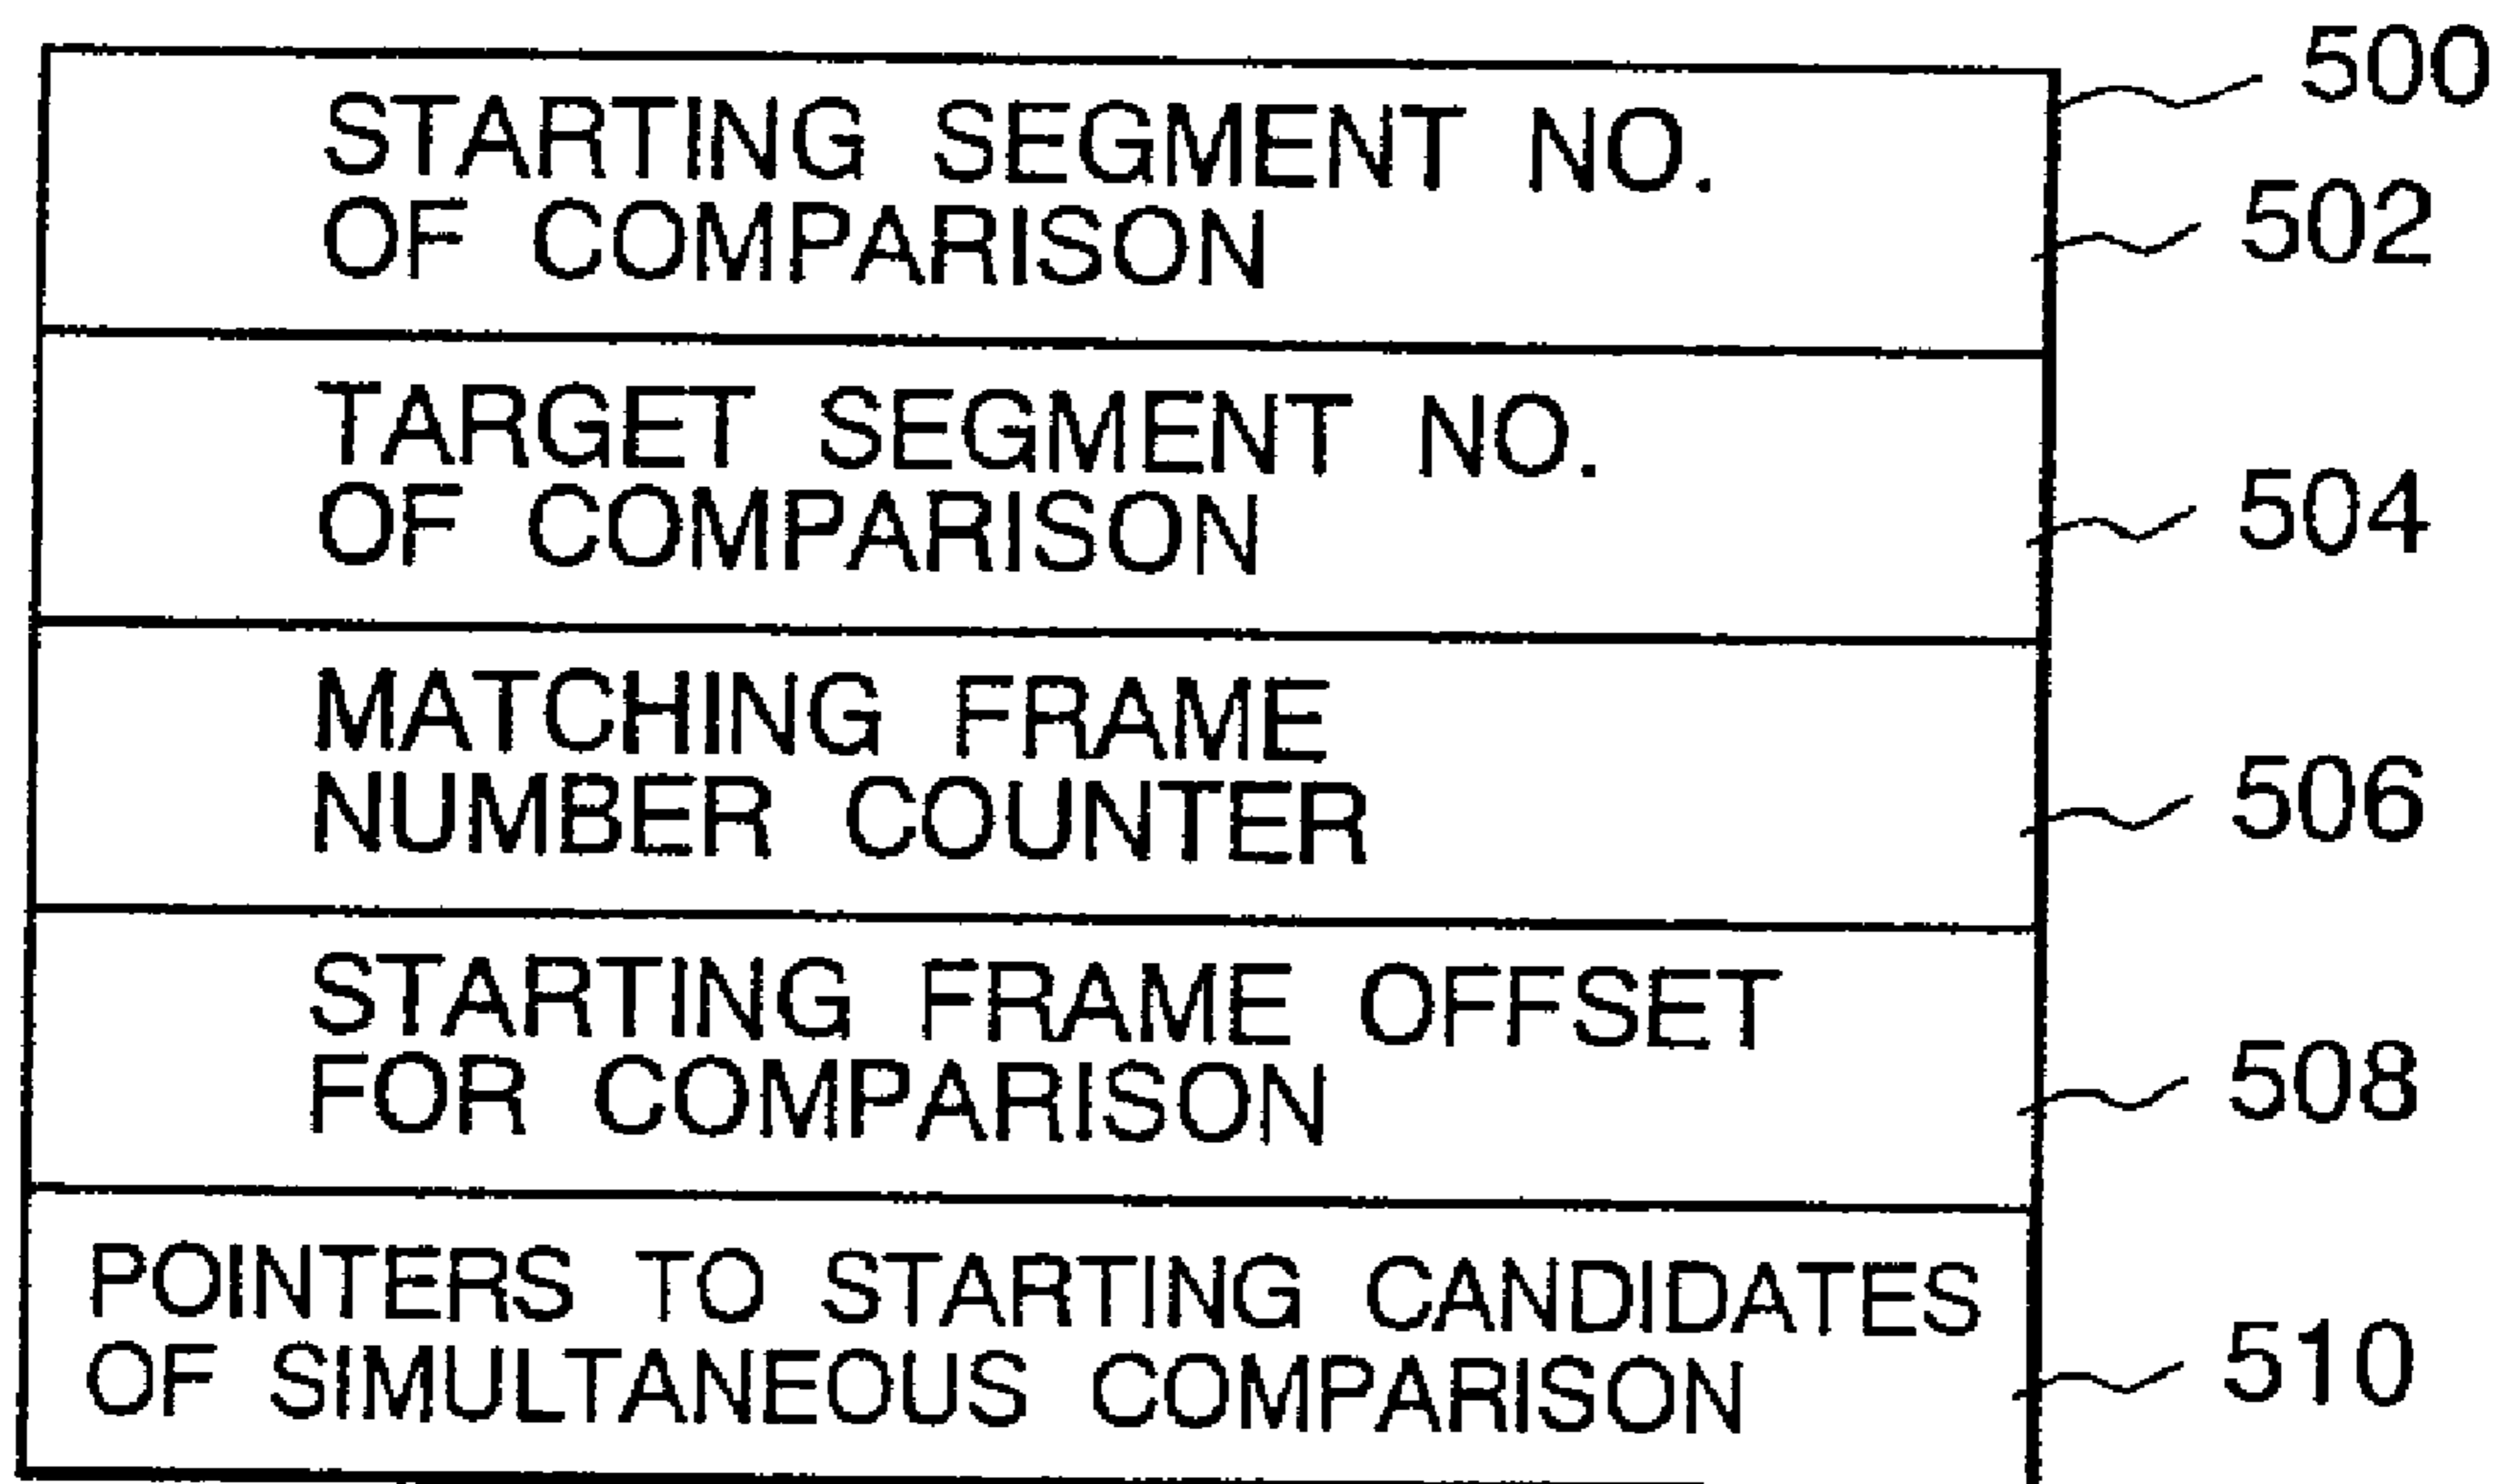 500
STARTING SEGMENT NO.
OF COMPARISON
502
TARGET SEGMENT NO.
OF COMPARISON
504
MATCHING FRAME
NUMBER COUNTER
506
STARTING FRAME OFFSET
FOR COMPARISON
508
POINTERS TO STARTING CANDIDATES
OF SIMULTANEOUS COMPARISON
510